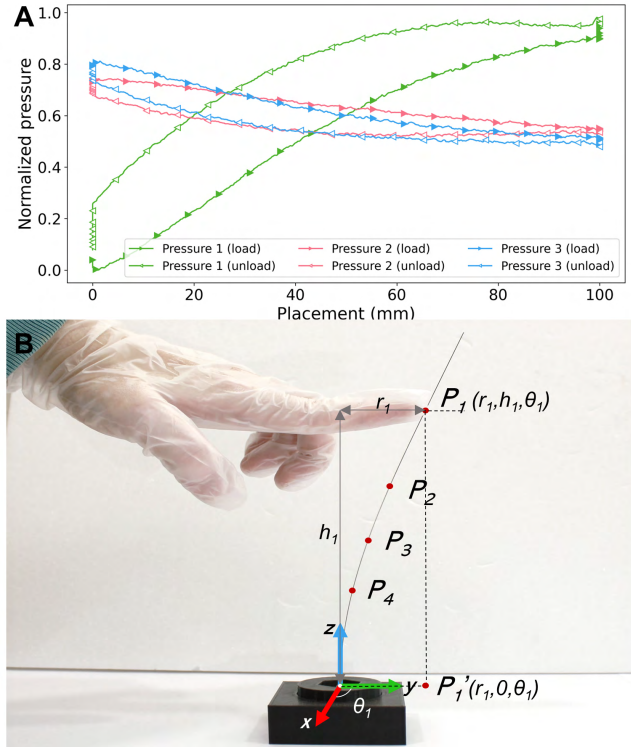 A
Normalized pressure
1.0
0.8
0.6
0.4
0.2
0.0
Pressure 1 (load)
Pressure 1 (unload)
Pressure 2 (load)
Pressure 2 (unload)
Pressure 3 (load)
Pressure 3 (unload)
0 20 40 60 80 100
Placement (mm)
B
r₁
P₁ (r₁,h₁,θ₁)
P₂
h₁
P₃
P₄
z
y
P₁'(r₁,0,θ₁)
θ₁
x